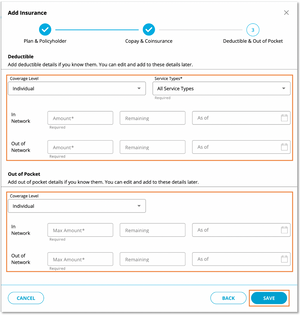 Add Insurance
Plan & Policyholder
Copay & Coinsurance
3
Deductible & Out of Pocket
Deductible
Add deductible details if you know them. You can edit and add to these details later.
Coverage Level
Individual
Service Types*
All Service Types
Required
In Network
Amount*
Required
Remaining
As of
Out of Network
Amount*
Required
Remaining
As of
Out of Pocket
Add out of pocket details if you know them. You can edit and add to these details later.
Coverage Level
Individual
In Network
Max Amount*
Required
Remaining
As of
Out of Network
Max Amount*
Required
Remaining
As of
CANCEL
BACK
SAVE